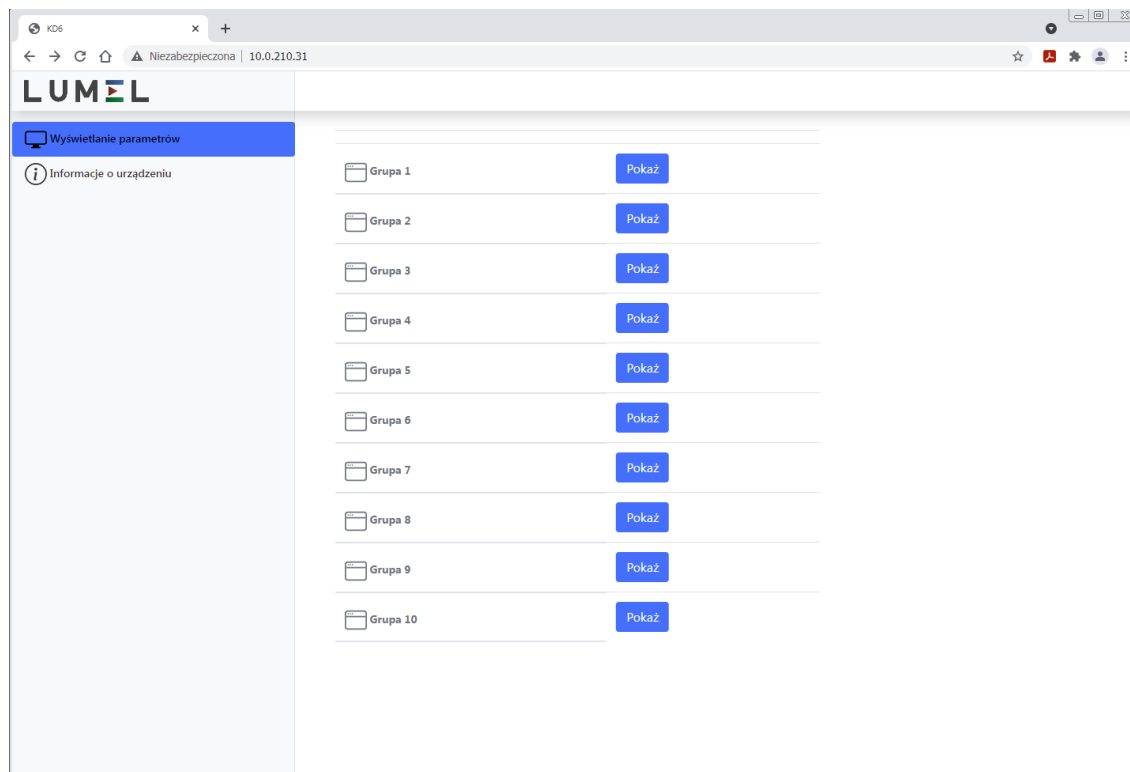 KD6
Niezabezpieczona | 10.0.210.31
LUMEL
Wyświetlanie parametrów
Informacje o urządzeniu
Grupa 1 Pokaż
Grupa 2 Pokaż
Grupa 3 Pokaż
Grupa 4 Pokaż
Grupa 5 Pokaż
Grupa 6 Pokaż
Grupa 7 Pokaż
Grupa 8 Pokaż
Grupa 9 Pokaż
Grupa 10 Pokaż